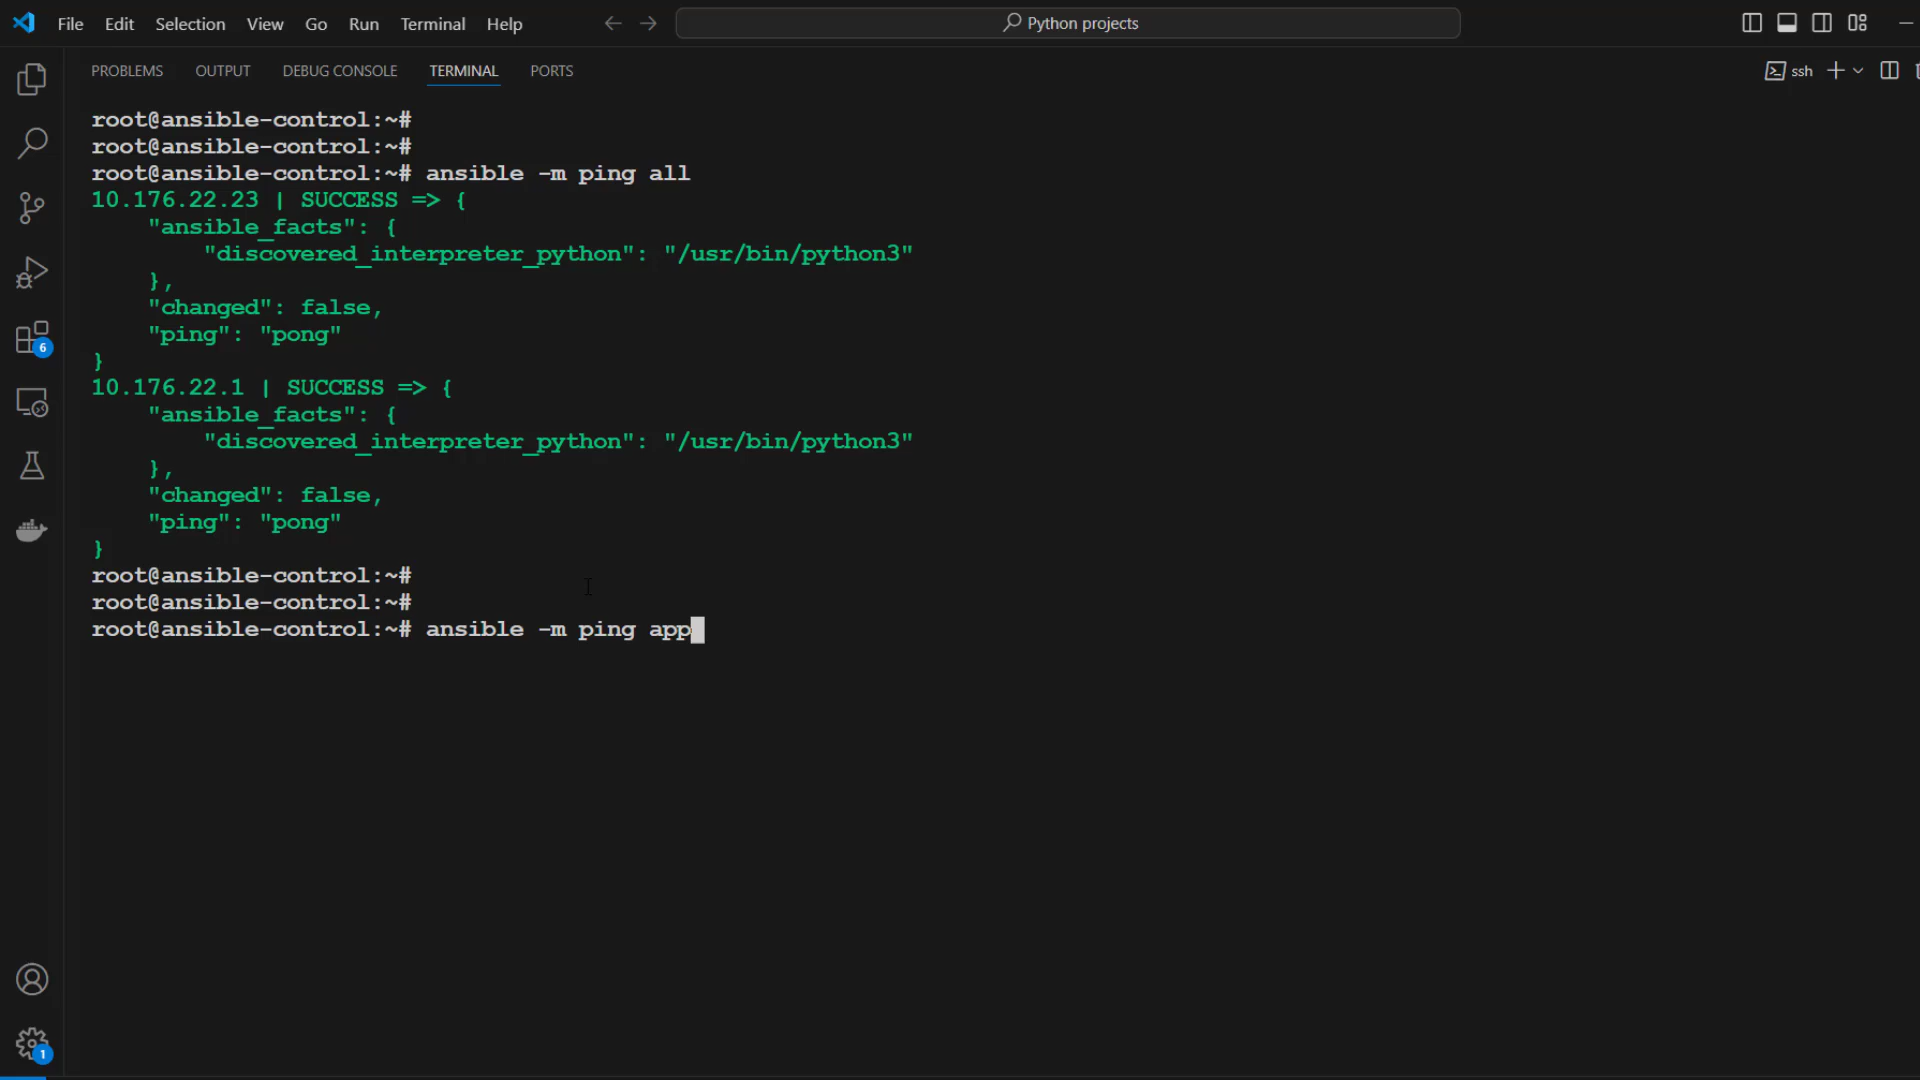 File Edit Selection View Go Run Terminal Help Python projects
PROBLEMS OUTPUT DEBUG CONSOLE TERMINAL PORTS ssh
root@ansible-control:~#
root@ansible-control:~#
root@ansible-control:~# ansible -m ping all
10.176.22.23 | SUCCESS => {
    "ansible_facts": {
        "discovered_interpreter_python": "/usr/bin/python3"
    },
    "changed": false,
    "ping": "pong"
}
10.176.22.1 | SUCCESS => {
    "ansible_facts": {
        "discovered_interpreter_python": "/usr/bin/python3"
    },
    "changed": false,
    "ping": "pong"
}
root@ansible-control:~#
root@ansible-control:~#
root@ansible-control:~# ansible -m ping app
6
1